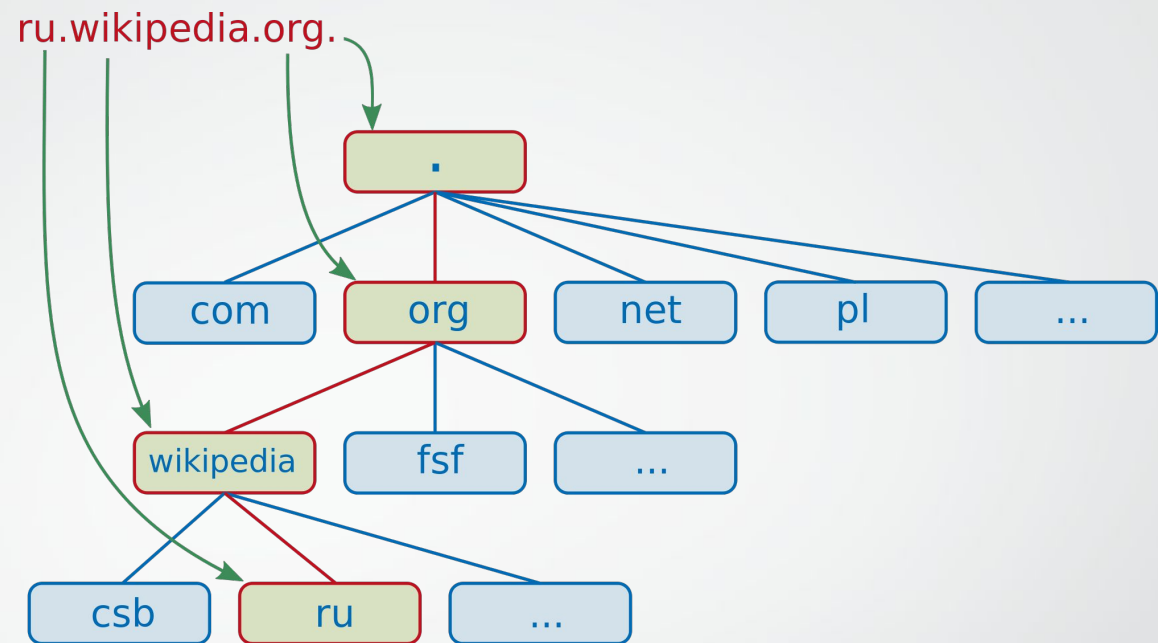 ru.wikipedia.org.
.
com org net pl ...
wikipedia fsf ...
csb ru ...